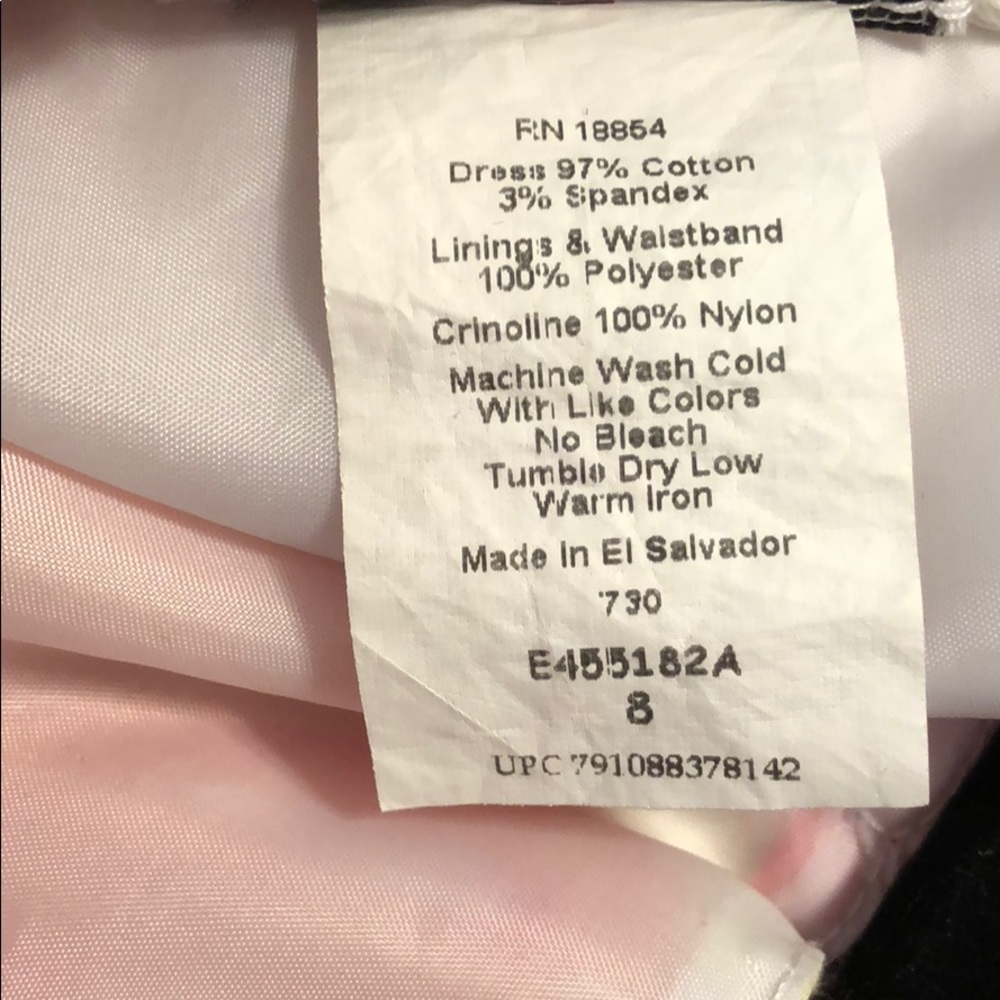 RN 18854
Dress 97% Cotton
3% Spandex
Linings & Waistband
100% Polyester
Crinoline 100% Nylon
Machine Wash Cold
With Like Colors
No Bleach
Tumble Dry Low
Warm Iron
Made In El Salvador
730
E455182A
8
UPC 791088378142